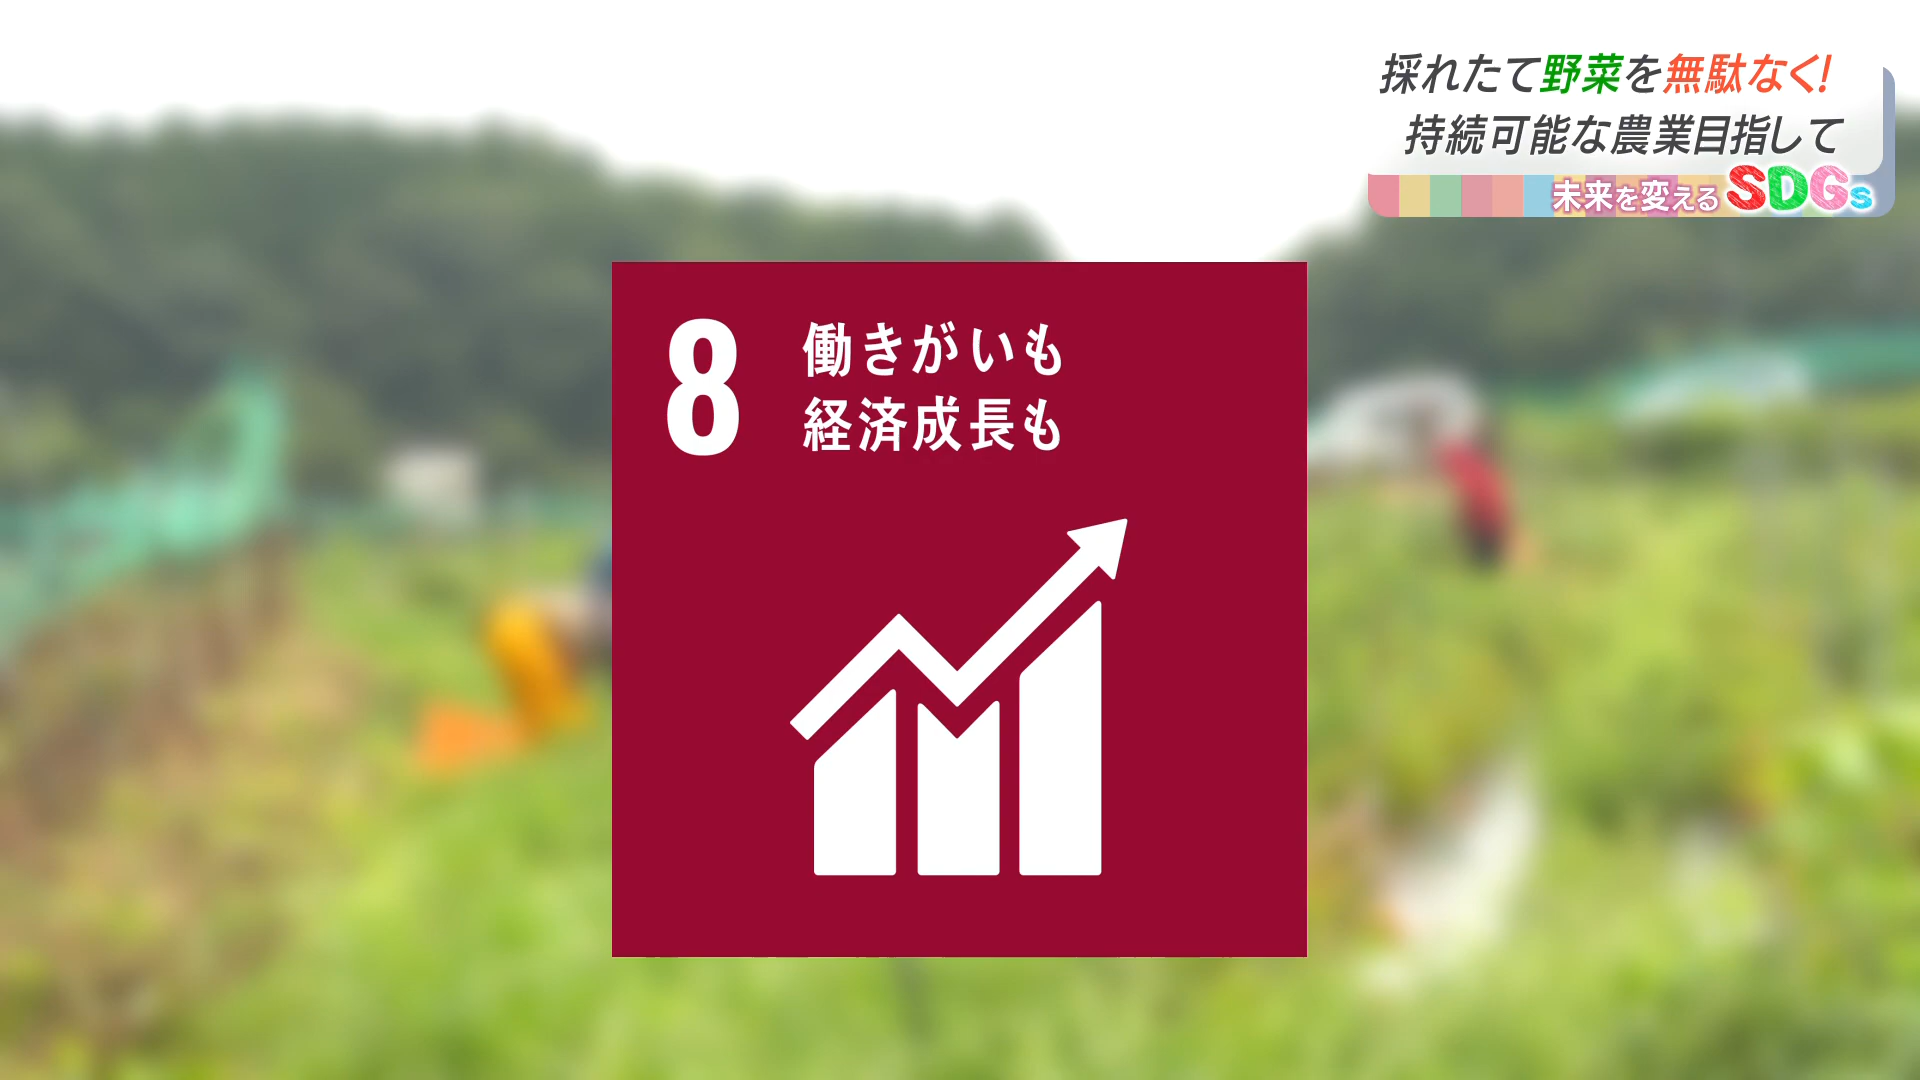 採れたて野菜を無駄なく!
持続可能な農業目指して
未来を変えるSDGs
8 働きがいも
経済成長も